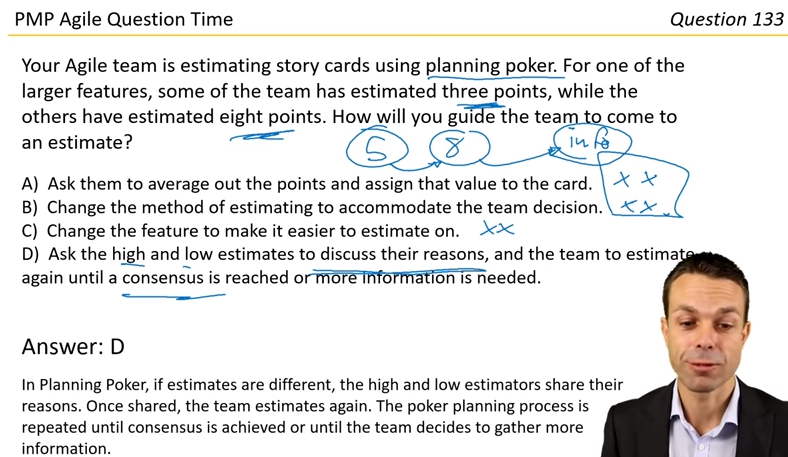 PMP Agile Question Time
Question 133
Your Agile team is estimating story cards using planning poker. For one of the
larger features, some of the team has estimated three points, while the
others have estimated eight points. How will you guide the team to come to
an estimate?
5 8 info
A) Ask them to average out the points and assign that value to the card. x x
B) Change the method of estimating to accommodate the team decision. x x
C) Change the feature to make it easier to estimate on. xx
D) Ask the high and low estimates to discuss their reasons, and the team to estimate
again until a consensus is reached or more information is needed.
Answer: D
In Planning Poker, if estimates are different, the high and low estimators share their
reasons. Once shared, the team estimates again. The poker planning process is
repeated until consensus is achieved or until the team decides to gather more
information.